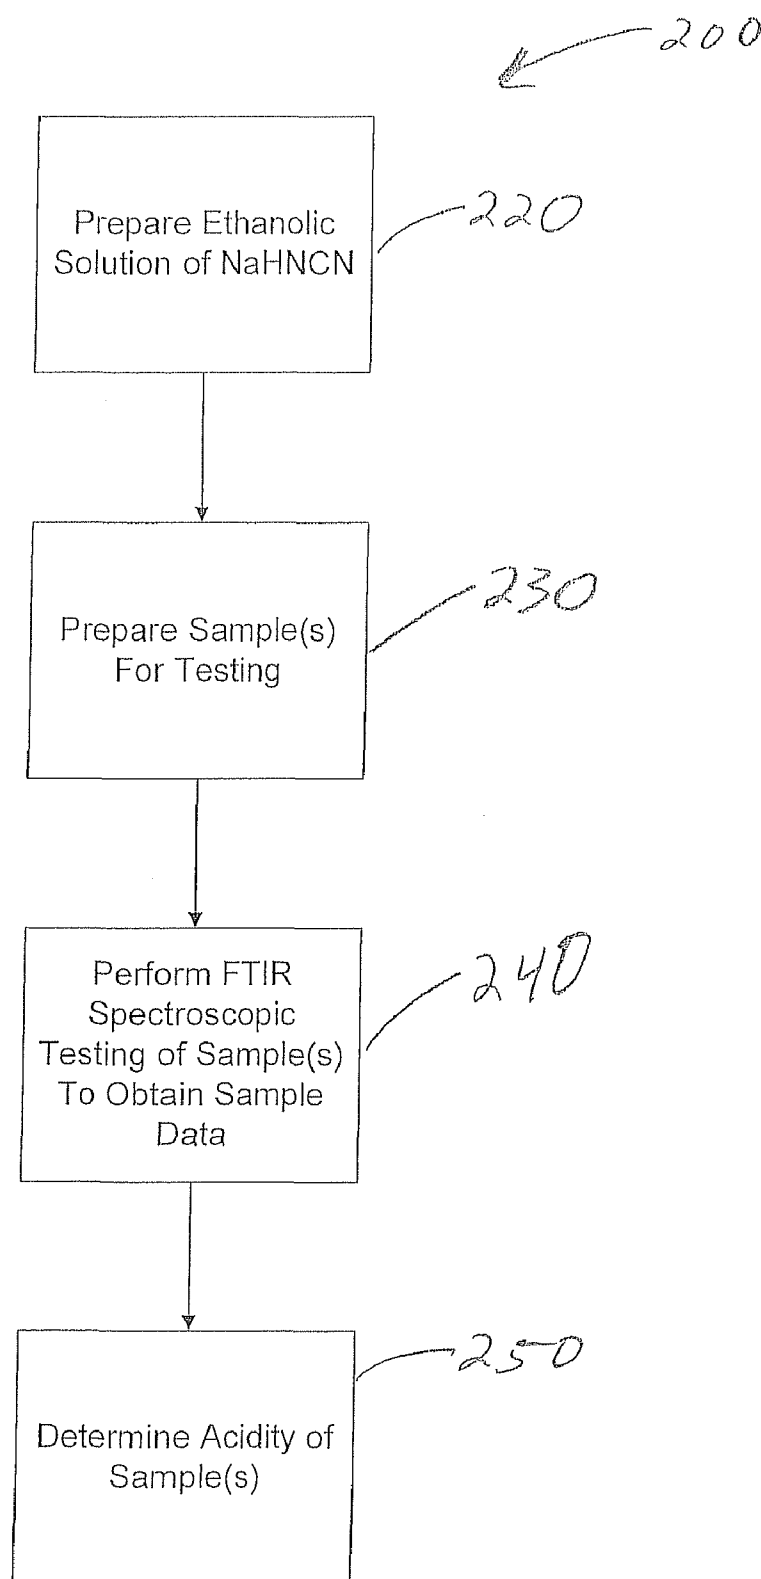 200
Prepare Ethanolic
Solution of NaHNCN
220
Prepare Sample(s)
For Testing
230
Perform FTIR
Spectroscopic
Testing of Sample(s)
To Obtain Sample
Data
240
Determine Acidity of
Sample(s)
250